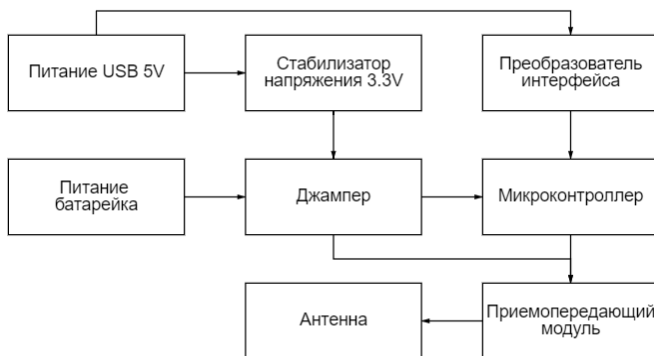 Питание USB 5V
Стабилизатор
напряжения 3.3V
Преобразователь
интерфейса
Питание
батарейка
Джампер
Микроконтроллер
Антенна
Приемопередающий
модуль